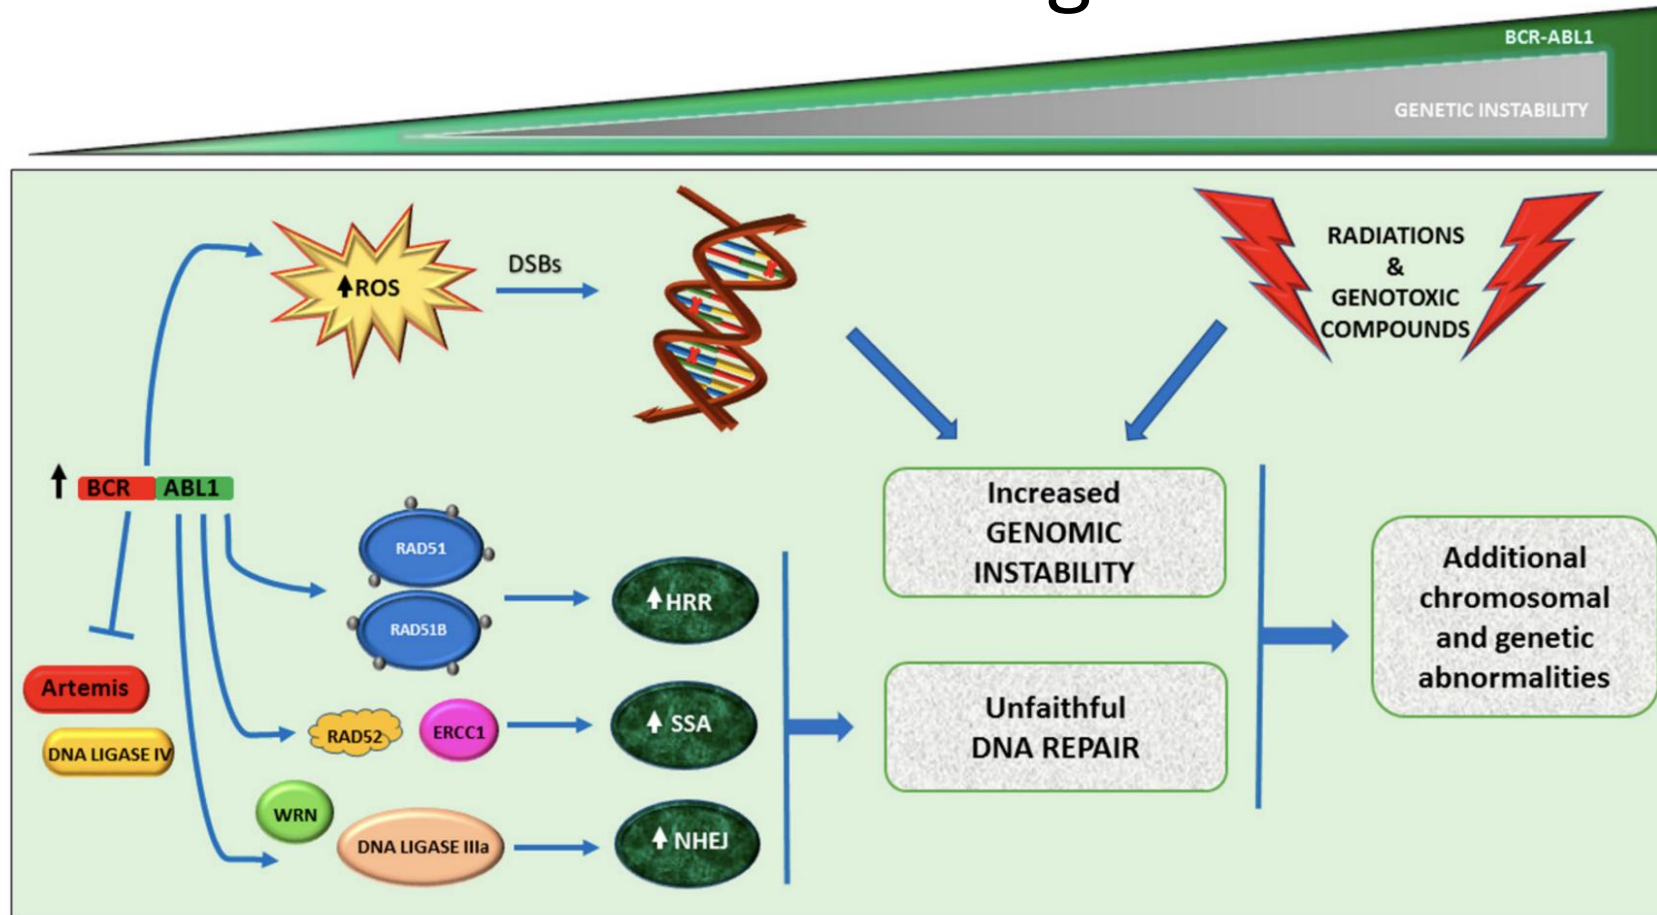 BCR-ABL1
GENETIC INSTABILITY
ROS
DSBs
RADIATIONS
&
GENOTOXIC
COMPOUNDS
BCR ABL1
RAD51
RAD51B
HRR
Increased
GENOMIC
INSTABILITY
Additional
chromosomal
and genetic
abnormalities
Artemis
DNA LIGASE IV
RAD52
ERCC1
SSA
Unfaithful
DNA REPAIR
WRN
DNA LIGASE IIIa
NHEJ